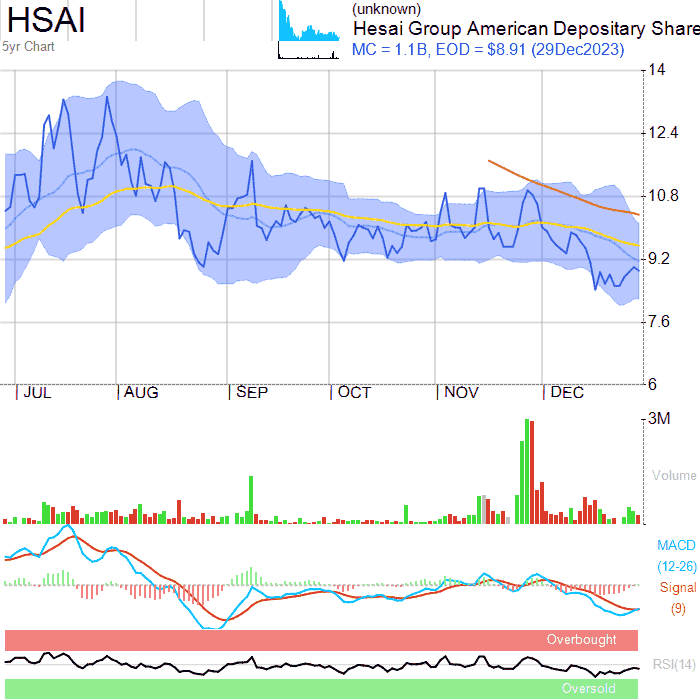 HSAI
(unknown)
Hesai Group American Depositary Share
5yr Chart
MC = 1.1B, EOD = $8.91 (29Dec2023)
14
12.4
10.8
9.2
7.6
6
JUL AUG SEP OCT NOV DEC
3M
Volume
MACD
(12-26)
Signal
(9)
Overbought
RSI(14)
Oversold